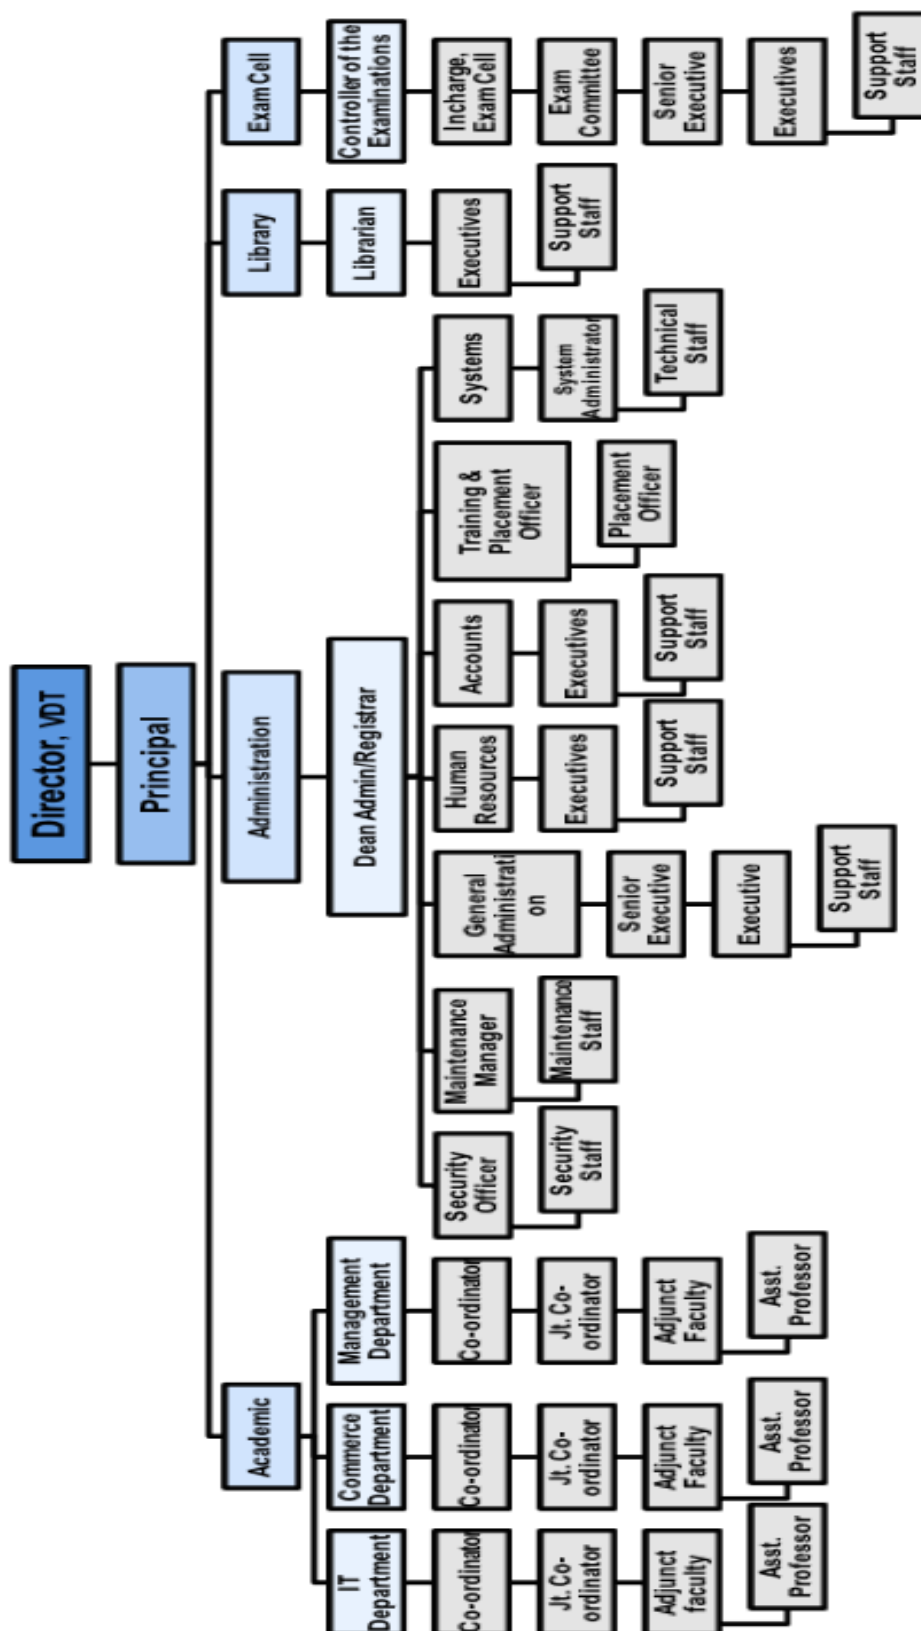 Director, VDT
Principal
Academic
Administration
Library
Exam Cell
IT
Department
Commerce
Department
Management
Department
Dean Admin/Registrar
Librarian
Controller of the
Examinations
Co-ordinator
Jt. Co-
ordinator
Adjunct
faculty
Asst.
Professor
Co-ordinator
Jt. Co-
ordinator
Adjunct
Faculty
Asst.
Professor
Co-ordinator
Jt. Co-
ordinator
Adjunct
Faculty
Asst.
Professor
Security
Officer
Security
Staff
Maintenance
Manager
Maintenance
Staff
General
Administrati
on
Senior
Executive
Executive
Support
Staff
Human
Resources
Executives
Support
Staff
Accounts
Executives
Support
Staff
Training &
Placement
Officer
Placement
Officer
Systems
System
Administrator
Technical
Staff
Executives
Support
Staff
Incharge,
Exam Cell
Exam
Committee
Senior
Executive
Executives
Support
Staff